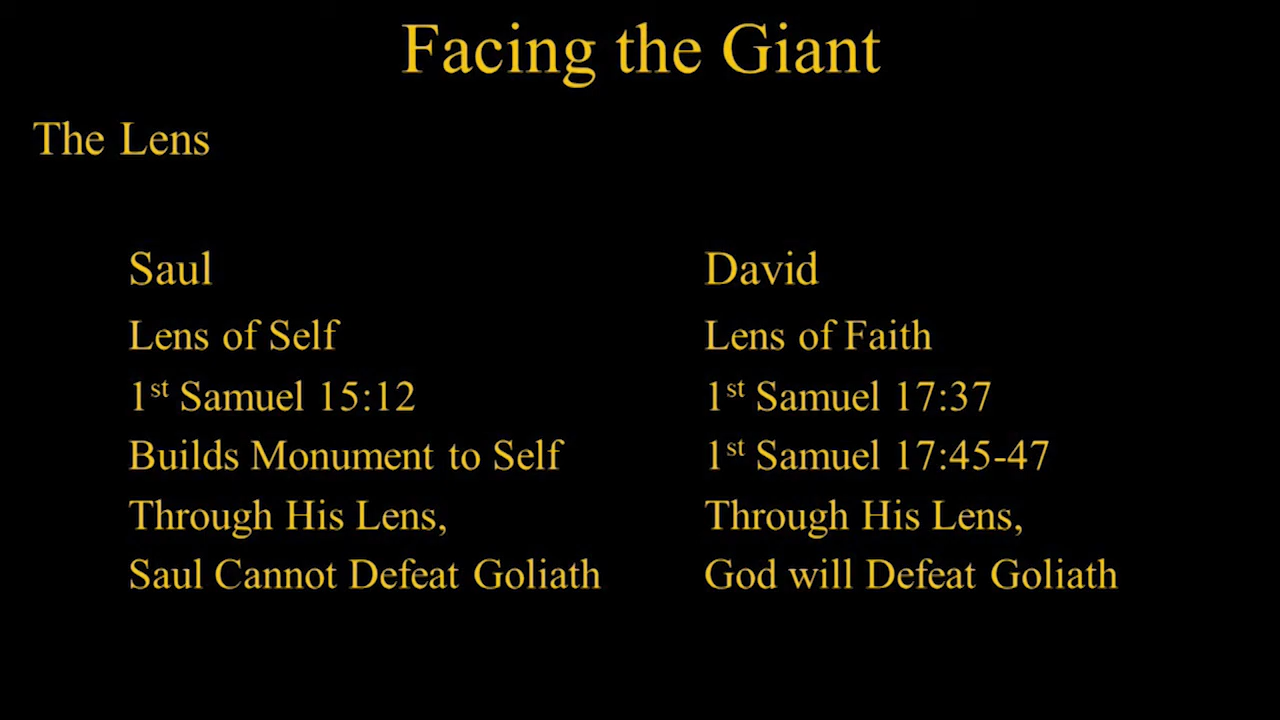 Facing the Giant
The Lens
Saul
Lens of Self
1st Samuel 15:12
Builds Monument to Self
Through His Lens,
Saul Cannot Defeat Goliath
David
Lens of Faith
1st Samuel 17:37
1st Samuel 17:45-47
Through His Lens,
God will Defeat Goliath